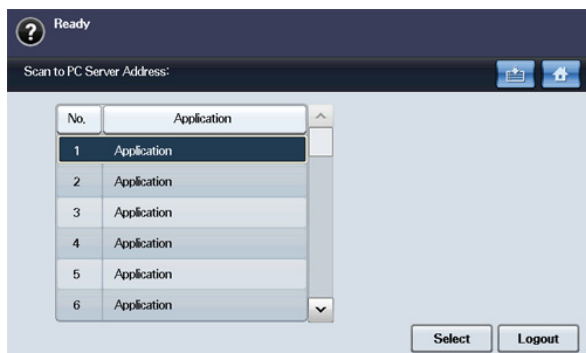 ?
Ready
Scan to PC Server Address:
No. Application
1 Application
2 Application
3 Application
4 Application
5 Application
6 Application
Select Logout